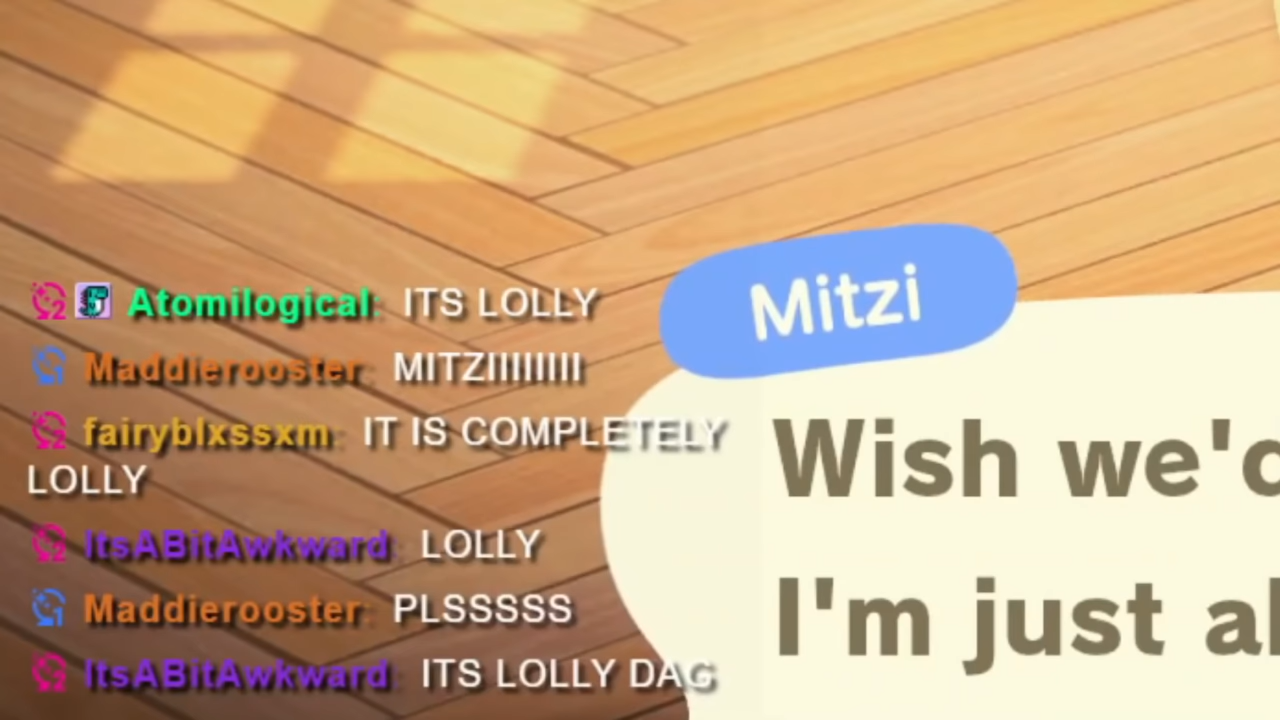 Atomilogical: ITS LOLLY
Maddierooster: MITZIIIIIIII
fairyblxssxm: IT IS COMPLETELY
LOLLY
ItsABitAwkward: LOLLY
Maddierooster: PLSSSSS
ItsABitAwkward: ITS LOLLY DAG
Mitzi
Wish we'd
I'm just